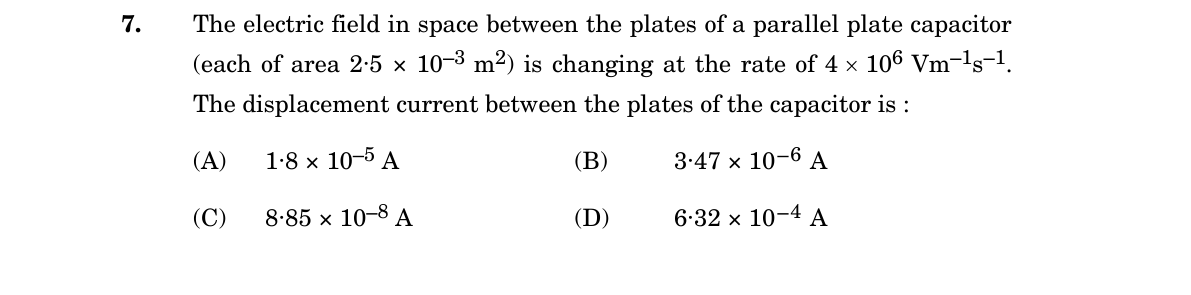 7. The electric field in space between the plates of a parallel plate capacitor
(each of area 2·5 × 10⁻³ m²) is changing at the rate of 4 × 10⁶ Vm⁻¹s⁻¹.
The displacement current between the plates of the capacitor is :
(A) 1·8 × 10⁻⁵ A (B) 3·47 × 10⁻⁶ A
(C) 8·85 × 10⁻⁸ A (D) 6·32 × 10⁻⁴ A